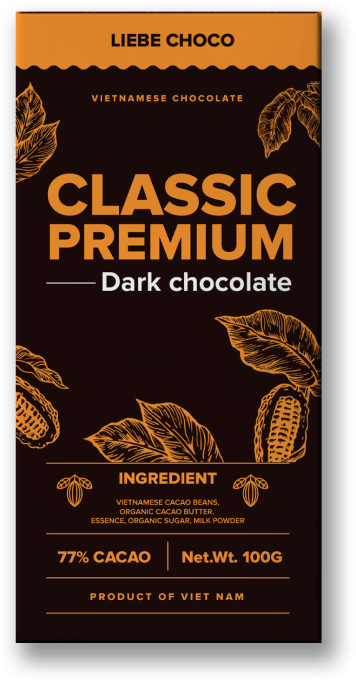 LIEBE CHOCO
VIETNAMESE CHOCOLATE
CLASSIC
PREMIUM
Dark chocolate
INGREDIENT
VIETNAMESE CACAO BEANS,
ORGANIC CACAO BUTTER,
ESSENCE, ORGANIC SUGAR, MILK POWDER
77% CACAO
Net.Wt. 100G
PRODUCT OF VIET NAM